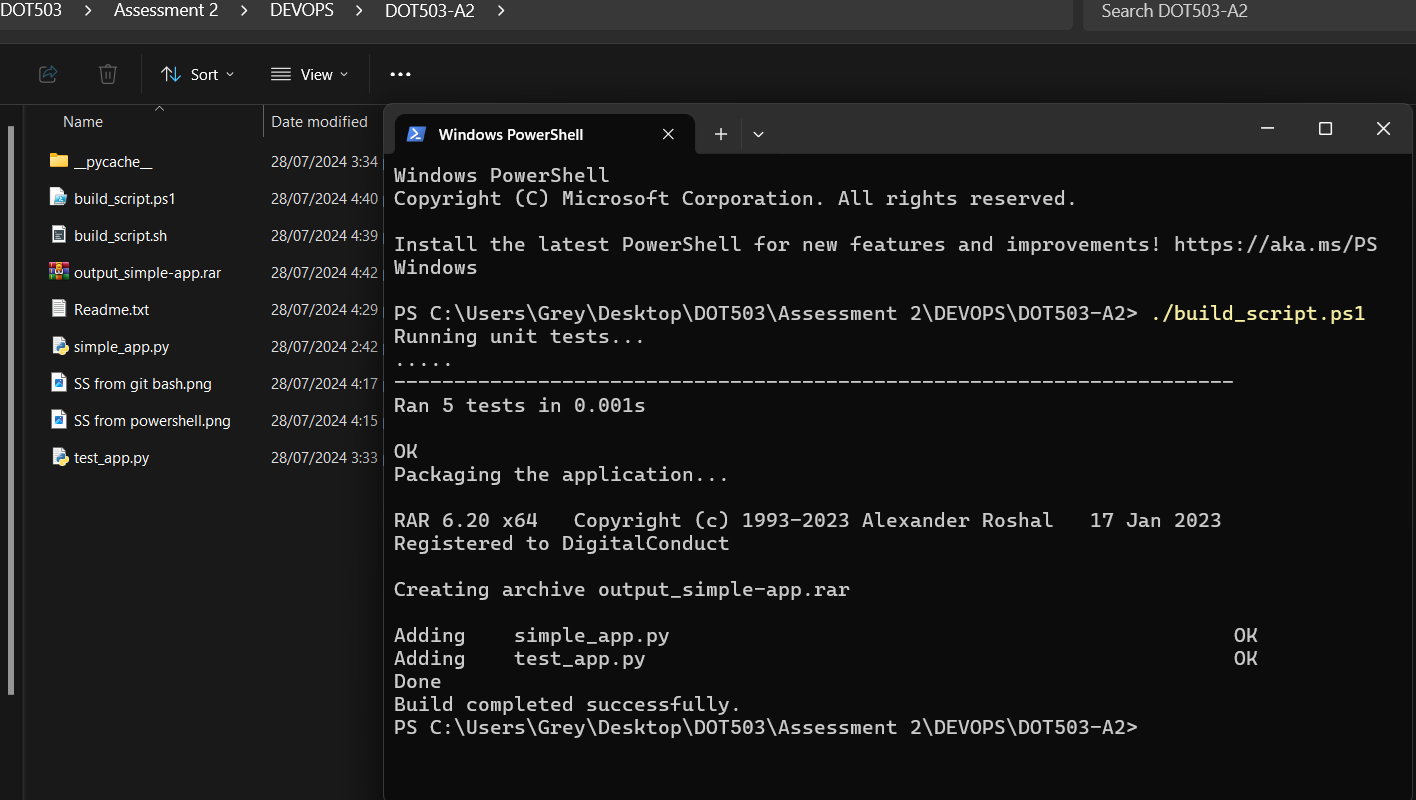 DOT503 > Assessment 2 > DEVOPS > DOT503-A2 >
Search DOT503-A2
Sort
View
Name Date modified
__pycache__ 28/07/2024 3:34
build_script.ps1 28/07/2024 4:40
build_script.sh 28/07/2024 4:39
output_simple-app.rar 28/07/2024 4:42
Readme.txt 28/07/2024 4:29
simple_app.py 28/07/2024 2:42
SS from git bash.png 28/07/2024 4:17
SS from powershell.png 28/07/2024 4:15
test_app.py 28/07/2024 3:33
Windows PowerShell
Windows PowerShell
Copyright (C) Microsoft Corporation. All rights reserved.
Install the latest PowerShell for new features and improvements! https://aka.ms/PS
Windows
PS C:\Users\Grey\Desktop\DOT503\Assessment 2\DEVOPS\DOT503-A2> ./build_script.ps1
Running unit tests...
.....
----------------------------------------------------------------------
Ran 5 tests in 0.001s
OK
Packaging the application...
RAR 6.20 x64   Copyright (c) 1993-2023 Alexander Roshal   17 Jan 2023
Registered to DigitalConduct
Creating archive output_simple-app.rar
Adding    simple_app.py    OK
Adding    test_app.py    OK
Done
Build completed successfully.
PS C:\Users\Grey\Desktop\DOT503\Assessment 2\DEVOPS\DOT503-A2>